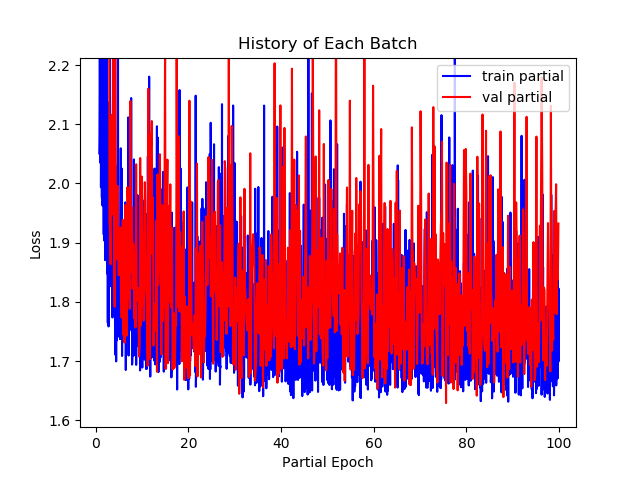 History of Each Batch
2.2
2.1
2.0
1.9
1.8
1.7
1.6
Loss
train partial
val partial
0 20 40 60 80 100
Partial Epoch